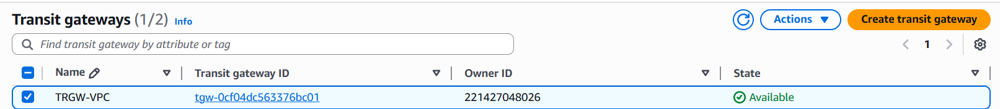 Transit gateways (1/2) Info
Actions
Create transit gateway
Find transit gateway by attribute or tag
1
Name Transit gateway ID Owner ID State
TRGW-VPC tgw-0cf04dc563376bc01 221427048026 Available